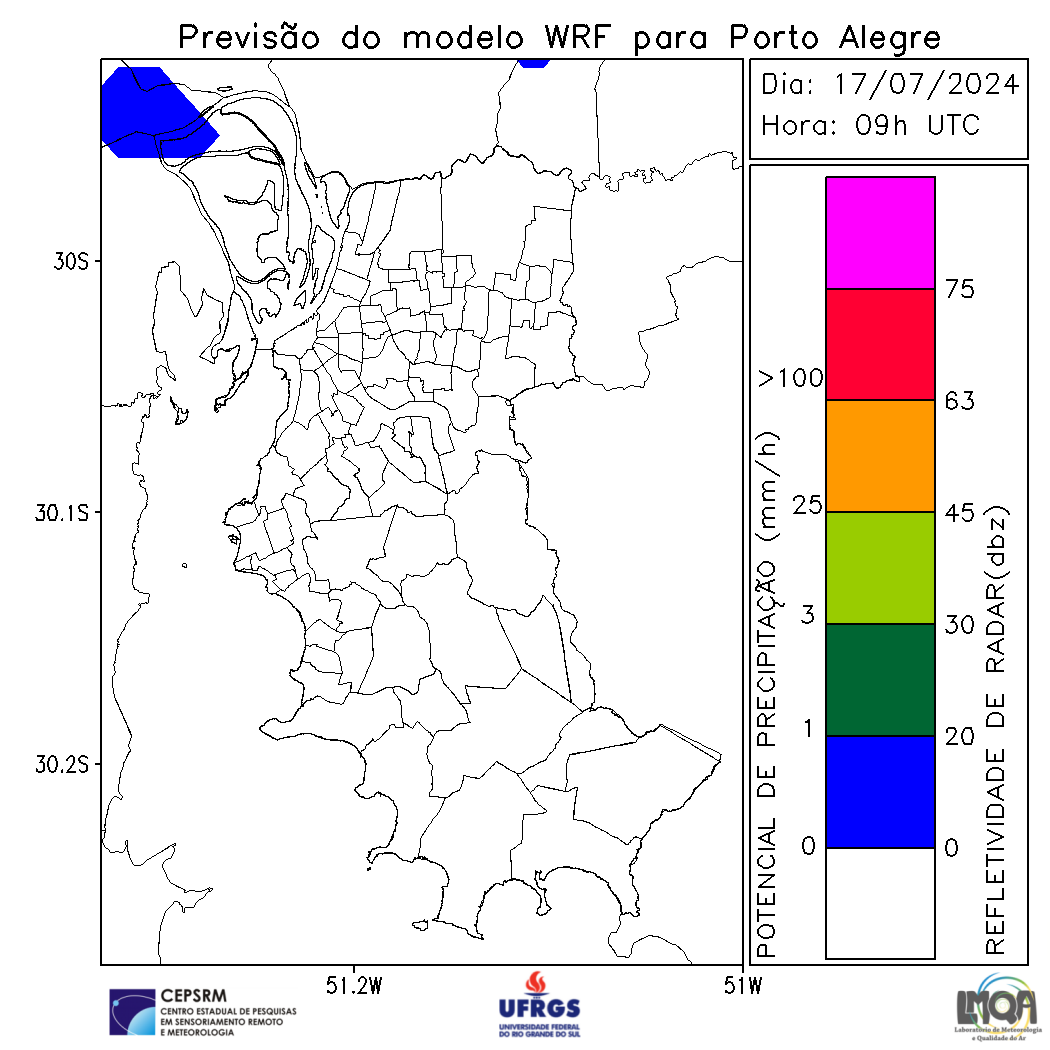 Previsão do modelo WRF para Porto Alegre
Dia: 17/07/2024
Hora: 09h UTC
30S
30.1S
30.2S
51.2W
51W
POTENCIAL DE PRECIPITAÇÃO (mm/h)
>100
25
3
1
0
75
63
45
30
20
0
REFLETIVIDADE DE RADAR(dbz)
CEPSRM
CENTRO ESTADUAL DE PESQUISAS
EM SENSORIAMENTO REMOTO
E METEOROLOGIA
UFRGS
UNIVERSIDADE FEDERAL
DO RIO GRANDE DO SUL
LMQA
Laboratório de Meteorologia
e Qualidade do Ar